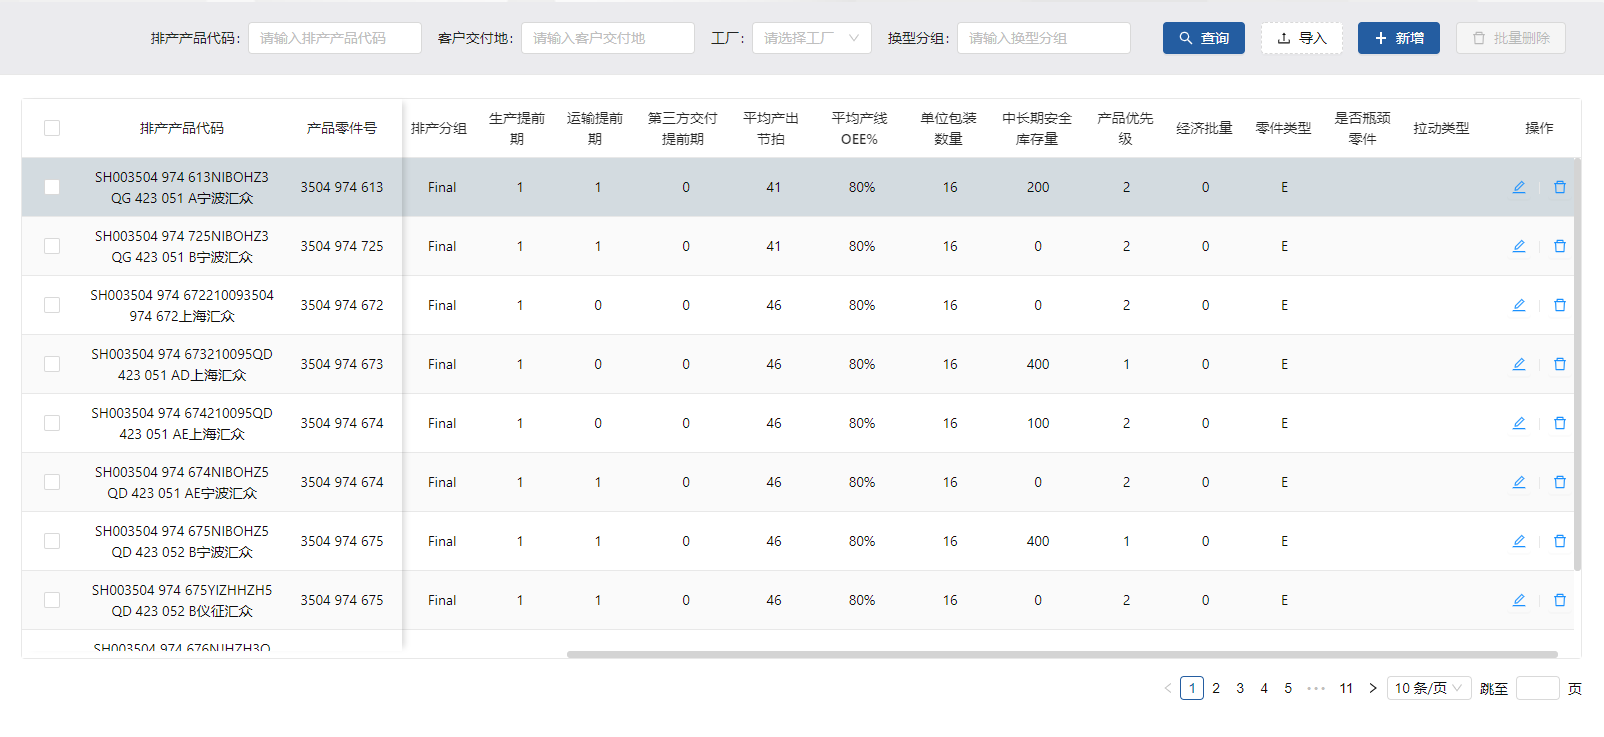 排产产品代码: 请输入排产产品代码 客户交付地: 请输入客户交付地 工厂: 请选择工厂 换型分组: 请输入换型分组 查询 导入 新增 批量删除
排产产品代码 产品零件号 排产分组 生产提前期 运输提前期 第三方交付提前期 平均产出节拍 平均产线OEE% 单位包装数量 中长期安全库存量 产品优先级 经济批量 零件类型 是否瓶颈零件 拉动类型 操作
SH003504 974 613NIBOHZ3
QG 423 051 A宁波汇众 3504 974 613 Final 1 1 0 41 80% 16 200 2 0 E
SH003504 974 725NIBOHZ3
QG 423 051 B宁波汇众 3504 974 725 Final 1 1 0 41 80% 16 0 2 0 E
SH003504 974 672210093504
974 672上海汇众 3504 974 672 Final 1 0 0 46 80% 16 0 2 0 E
SH003504 974 673210095QD
423 051 AD上海汇众 3504 974 673 Final 1 0 0 46 80% 16 400 1 0 E
SH003504 974 674210095QD
423 051 AE上海汇众 3504 974 674 Final 1 0 0 46 80% 16 100 2 0 E
SH003504 974 674NIBOHZ5
QD 423 051 AE宁波汇众 3504 974 674 Final 1 1 0 46 80% 16 0 2 0 E
SH003504 974 675NIBOHZ5
QD 423 052 B宁波汇众 3504 974 675 Final 1 1 0 46 80% 16 400 1 0 E
SH003504 974 675YIZHHZH5
QD 423 052 B仪征汇众 3504 974 675 Final 1 1 0 46 80% 16 0 2 0 E
SH003504 974 676NJHZH3Q
1 2 3 4 5 ••• 11 10 条/页 跳至 页